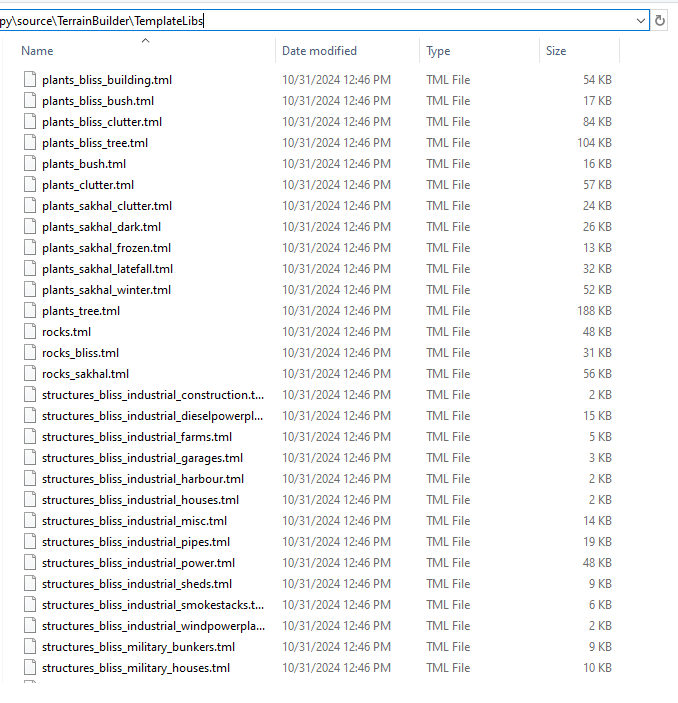 py\source\TerrainBuilder\TemplateLibs
Name Date modified Type Size
plants_bliss_building.tml 10/31/2024 12:46 PM TML File 54 KB
plants_bliss_bush.tml 10/31/2024 12:46 PM TML File 17 KB
plants_bliss_clutter.tml 10/31/2024 12:46 PM TML File 84 KB
plants_bliss_tree.tml 10/31/2024 12:46 PM TML File 104 KB
plants_bush.tml 10/31/2024 12:46 PM TML File 16 KB
plants_clutter.tml 10/31/2024 12:46 PM TML File 57 KB
plants_sakhal_clutter.tml 10/31/2024 12:46 PM TML File 24 KB
plants_sakhal_dark.tml 10/31/2024 12:46 PM TML File 26 KB
plants_sakhal_frozen.tml 10/31/2024 12:46 PM TML File 13 KB
plants_sakhal_latefall.tml 10/31/2024 12:46 PM TML File 32 KB
plants_sakhal_winter.tml 10/31/2024 12:46 PM TML File 52 KB
plants_tree.tml 10/31/2024 12:46 PM TML File 188 KB
rocks.tml 10/31/2024 12:46 PM TML File 48 KB
rocks_bliss.tml 10/31/2024 12:46 PM TML File 31 KB
rocks_sakhal.tml 10/31/2024 12:46 PM TML File 56 KB
structures_bliss_industrial_construction.t... 10/31/2024 12:46 PM TML File 2 KB
structures_bliss_industrial_dieselpowerpl... 10/31/2024 12:46 PM TML File 15 KB
structures_bliss_industrial_farms.tml 10/31/2024 12:46 PM TML File 5 KB
structures_bliss_industrial_garages.tml 10/31/2024 12:46 PM TML File 3 KB
structures_bliss_industrial_harbour.tml 10/31/2024 12:46 PM TML File 2 KB
structures_bliss_industrial_houses.tml 10/31/2024 12:46 PM TML File 2 KB
structures_bliss_industrial_misc.tml 10/31/2024 12:46 PM TML File 14 KB
structures_bliss_industrial_pipes.tml 10/31/2024 12:46 PM TML File 19 KB
structures_bliss_industrial_power.tml 10/31/2024 12:46 PM TML File 48 KB
structures_bliss_industrial_sheds.tml 10/31/2024 12:46 PM TML File 9 KB
structures_bliss_industrial_smokestacks.t... 10/31/2024 12:46 PM TML File 6 KB
structures_bliss_industrial_windpowerpla... 10/31/2024 12:46 PM TML File 2 KB
structures_bliss_military_bunkers.tml 10/31/2024 12:46 PM TML File 9 KB
structures_bliss_military_houses.tml 10/31/2024 12:46 PM TML File 10 KB